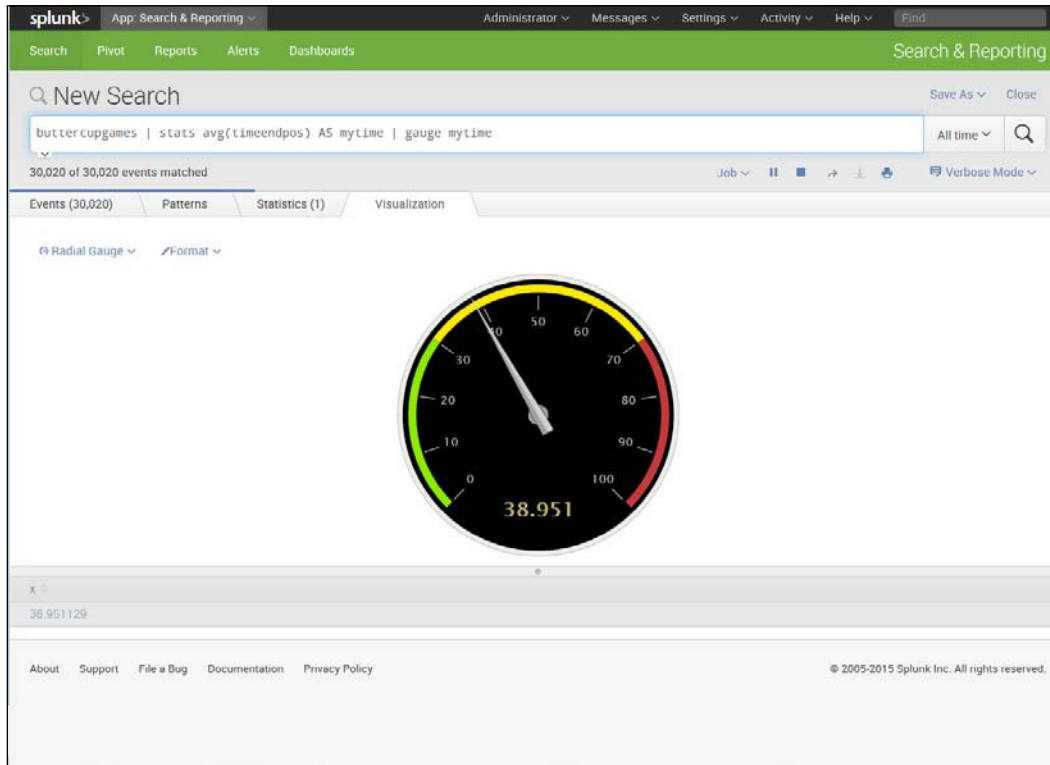 splunk> App: Search & Reporting Administrator Messages Settings Activity Help Find
Search Pivot Reports Alerts Dashboards Search & Reporting
New Search Save As Close
buttercupgames | stats avg(timeendpos) AS mytime | gauge mytime All time
30,020 of 30,020 events matched Job Verbose Mode
Events (30,020) Patterns Statistics (1) Visualization
Radial Gauge Format
50
40 60
30 70
20 80
10 90
0 100
38.951
x
38.951129
About Support File a Bug Documentation Privacy Policy © 2005-2015 Splunk Inc. All rights reserved.